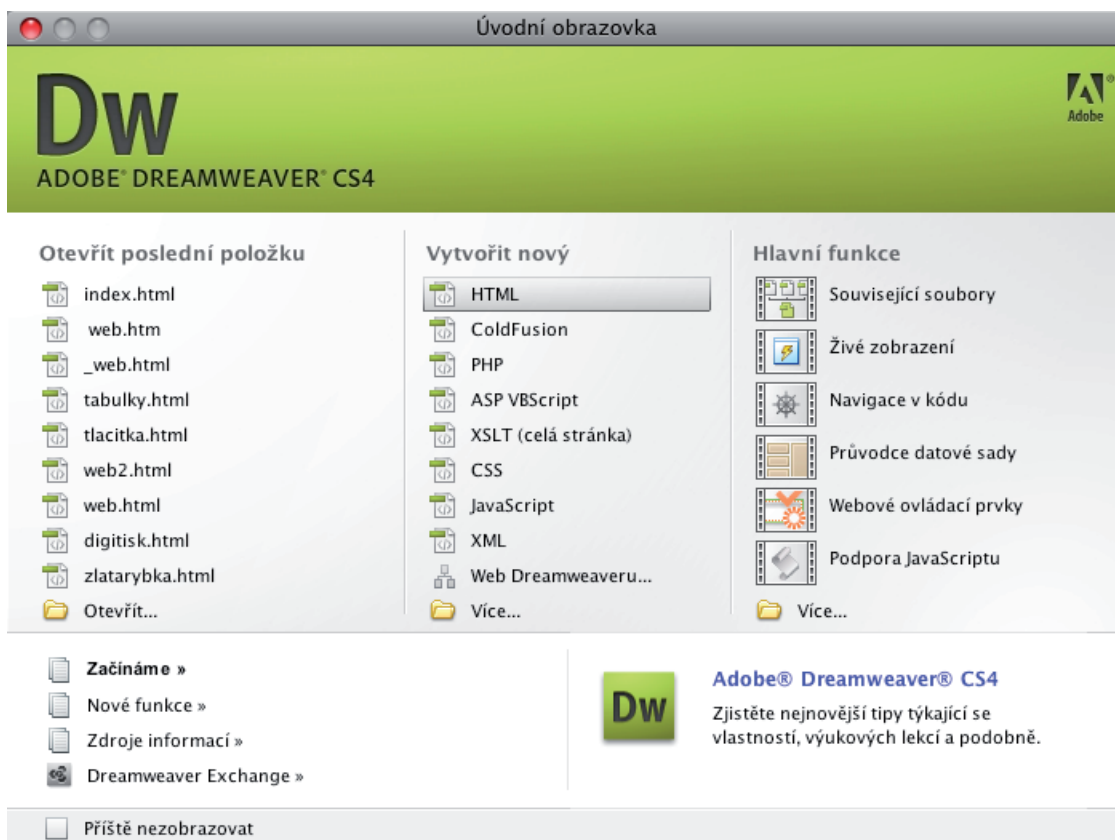 Úvodní obrazovka
Dw
ADOBE® DREAMWEAVER® CS4
Adobe®
Otevřít poslední položku
index.html
web.htm
_web.html
tabulky.html
tlacitka.html
web2.html
web.html
digitisk.html
zlatarybka.html
Otevřít...
Vytvořit nový
HTML
ColdFusion
PHP
ASP VBScript
XSLT (celá stránka)
CSS
JavaScript
XML
Web Dreamweaveru...
Více...
Hlavní funkce
Související soubory
Živé zobrazení
Navigace v kódu
Průvodce datové sady
Webové ovládací prvky
Podpora JavaScriptu
Více...
Začínáme »
Nové funkce »
Zdroje informací »
Dreamweaver Exchange »
Dw
Adobe® Dreamweaver® CS4
Zjistěte nejnovější tipy týkající se
vlastností, výukových lekcí a podobně.
Příště nezobrazovat